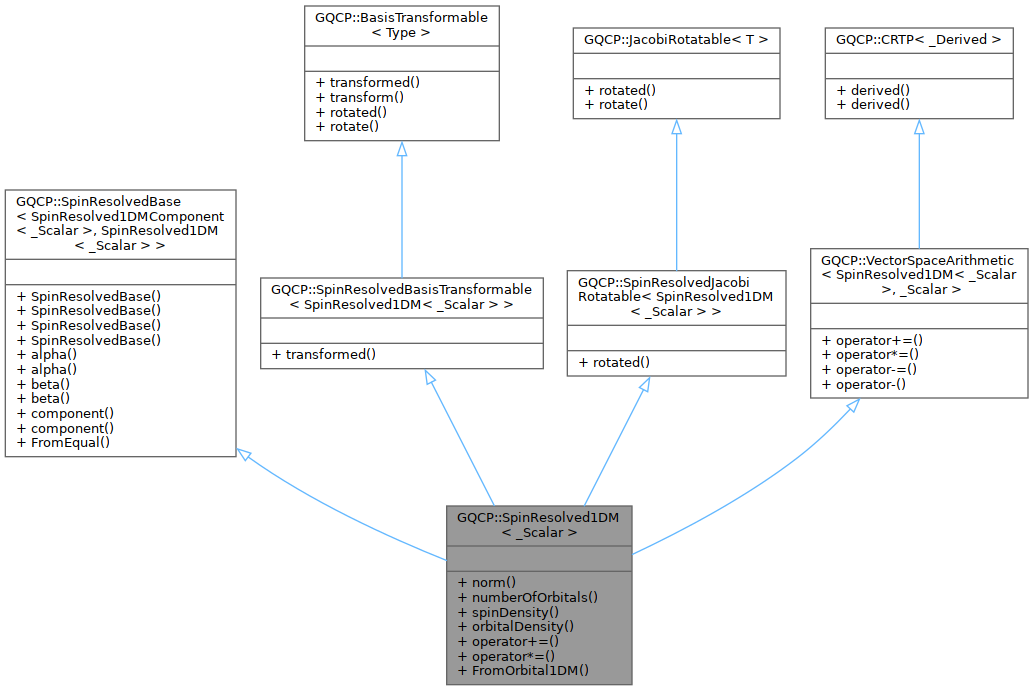 GQCP::BasisTransformable
< Type >
+ transformed()
+ transform()
+ rotated()
+ rotate()
GQCP::JacobiRotatable< T >
+ rotated()
+ rotate()
GQCP::CRTP< _Derived >
+ derived()
+ derived()
GQCP::SpinResolvedBase
< SpinResolved1DMComponent
< _Scalar >, SpinResolved1DM
< _Scalar > >
+ SpinResolvedBase()
+ SpinResolvedBase()
+ SpinResolvedBase()
+ SpinResolvedBase()
+ alpha()
+ alpha()
+ beta()
+ beta()
+ component()
+ component()
+ FromEqual()
GQCP::SpinResolvedBasisTransformable
< SpinResolved1DM< _Scalar > >
+ transformed()
GQCP::SpinResolvedJacobi
Rotatable< SpinResolved1DM
< _Scalar > >
+ rotated()
GQCP::VectorSpaceArithmetic
< SpinResolved1DM< _Scalar
>, _Scalar >
+ operator+=()
+ operator*=()
+ operator-=()
+ operator-()
GQCP::SpinResolved1DM
< _Scalar >
+ norm()
+ numberOfOrbitals()
+ spinDensity()
+ orbitalDensity()
+ operator+=()
+ operator*=()
+ FromOrbital1DM()